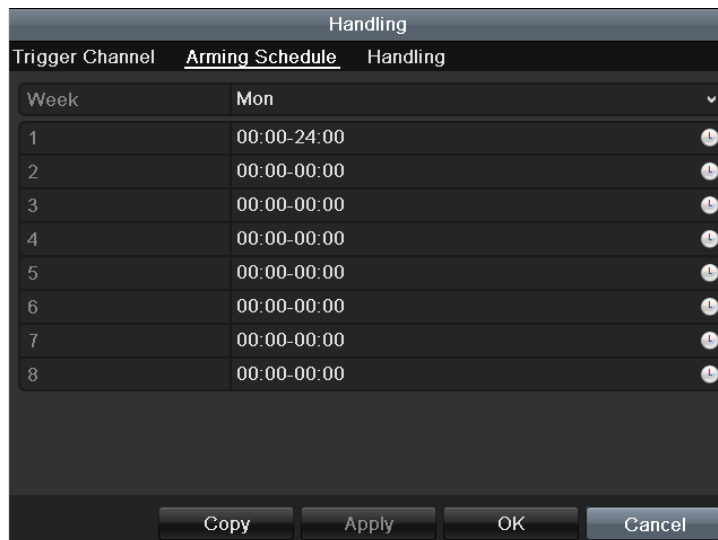 Handling
Trigger Channel Arming Schedule Handling
Week Mon
1 00:00-24:00
2 00:00-00:00
3 00:00-00:00
4 00:00-00:00
5 00:00-00:00
6 00:00-00:00
7 00:00-00:00
8 00:00-00:00
Copy Apply OK Cancel